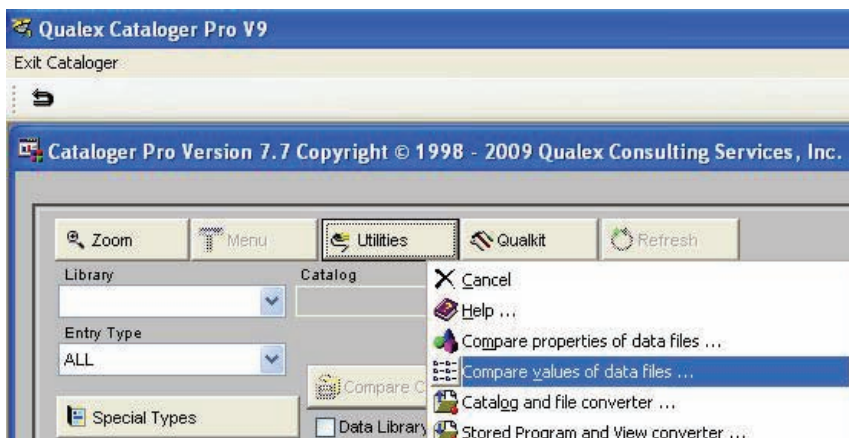 Qualex Cataloger Pro V9
Exit Cataloger
Cataloger Pro Version 7.7 Copyright © 1998 - 2009 Qualex Consulting Services, Inc.
Zoom Menu Utilities Qualkit Refresh
Library Catalog
Cancel
Help ...
Entry Type
Compare properties of data files ...
ALL
Compare values of data files ...
Compare C
Catalog and file converter ...
Special Types
Data Library
Stored Program and View converter ...